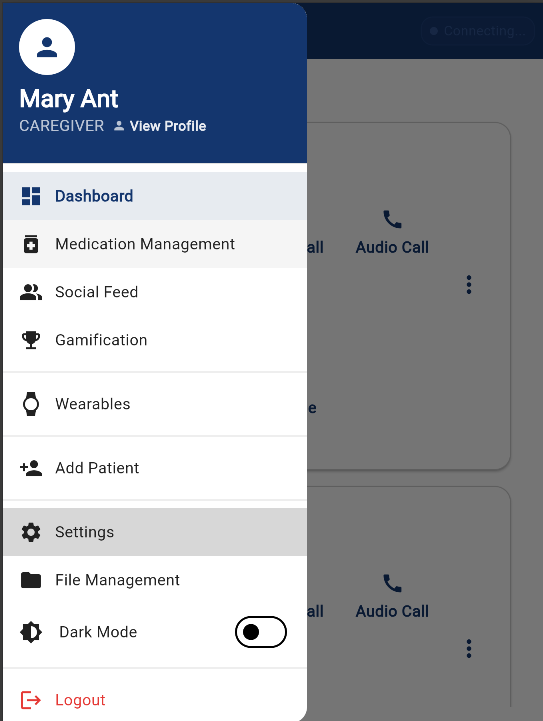 Connecting...
Mary Ant
CAREGIVER View Profile
Dashboard
Medication Management
all Audio Call
Social Feed
Gamification
Wearables
e
Add Patient
Settings
File Management
all Audio Call
Dark Mode
Logout